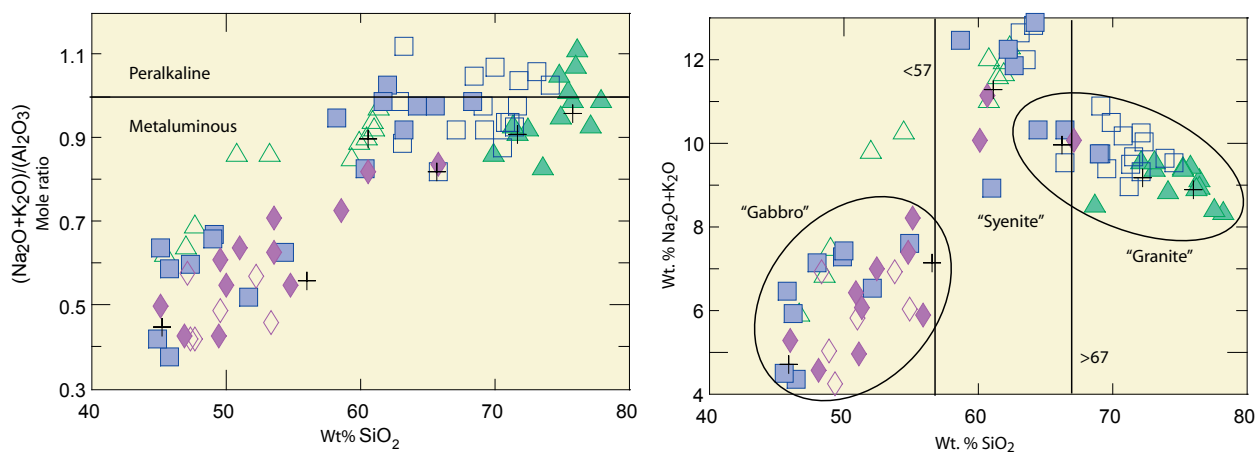 (Na₂O+K₂O)/(Al₂O₃)
Mole ratio
1.1
0.9
0.7
0.5
0.3
Peralkaline
Metaluminous
40
50
60
70
80
Wt% SiO₂
Wt. % Na₂O+K₂O
12
10
8
6
4
<57
>67
"Gabbro"
"Syenite"
"Granite"
40
50
60
70
80
Wt. % SiO₂